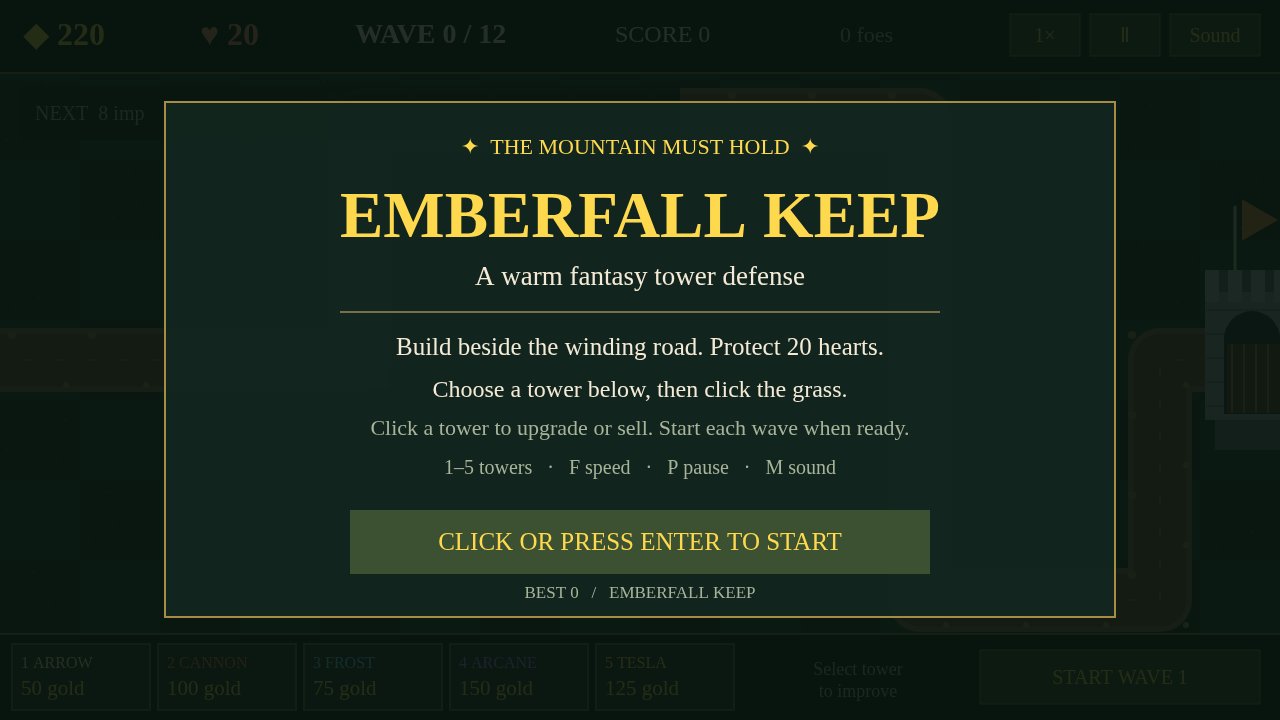 ◆ 220 ♥ 20 WAVE 0 / 12 SCORE 0 0 foes 1× Ⅱ Sound
NEXT 8 imp
✦ THE MOUNTAIN MUST HOLD ✦
EMBERFALL KEEP
A warm fantasy tower defense
Build beside the winding road. Protect 20 hearts.
Choose a tower below, then click the grass.
Click a tower to upgrade or sell. Start each wave when ready.
1–5 towers · F speed · P pause · M sound
CLICK OR PRESS ENTER TO START
BEST 0 / EMBERFALL KEEP
1 ARROW
50 gold
2 CANNON
100 gold
3 FROST
75 gold
4 ARCANE
150 gold
5 TESLA
125 gold
Select tower
to improve
START WAVE 1